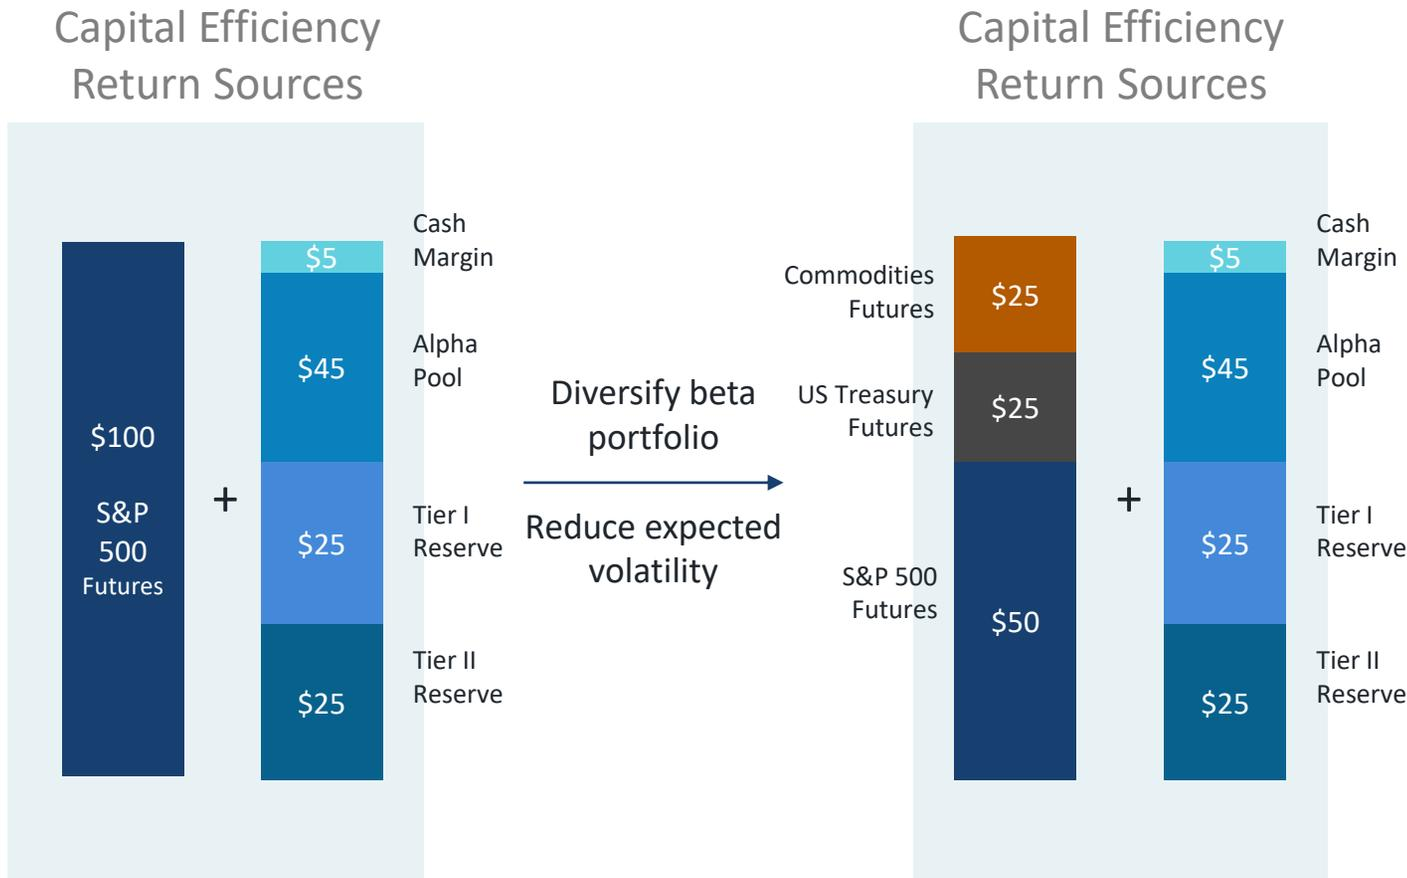 Capital Efficiency
Return Sources
$100
S&P
500
Futures
+
$5
$45
$25
$25
Cash
Margin
Alpha
Pool
Tier I
Reserve
Tier II
Reserve
Diversify beta
portfolio
Reduce expected
volatility
Capital Efficiency
Return Sources
Commodities
Futures
US Treasury
Futures
S&P 500
Futures
$25
$25
$50
+
$5
$45
$25
$25
Cash
Margin
Alpha
Pool
Tier I
Reserve
Tier II
Reserve